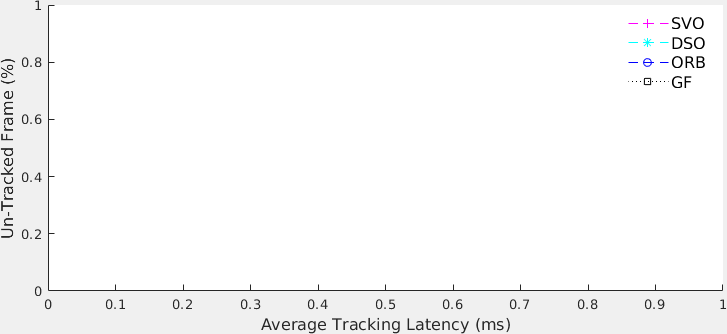 1
0.8
0.6
0.4
0.2
0
SVO
DSO
ORB
GF
0 0.1 0.2 0.3 0.4 0.5 0.6 0.7 0.8 0.9 1
Average Tracking Latency (ms)
Un-Tracked Frame (%)